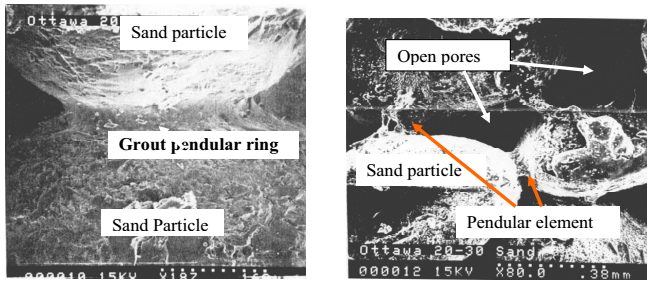 Ottawa 20
Sand particle
Grout pendular ring
Sand Particle
000010 15KV X187
Open pores
Sand particle
Pendular element
Ottawa 20-30 Sand
000012 15KV X80.0 .38mm